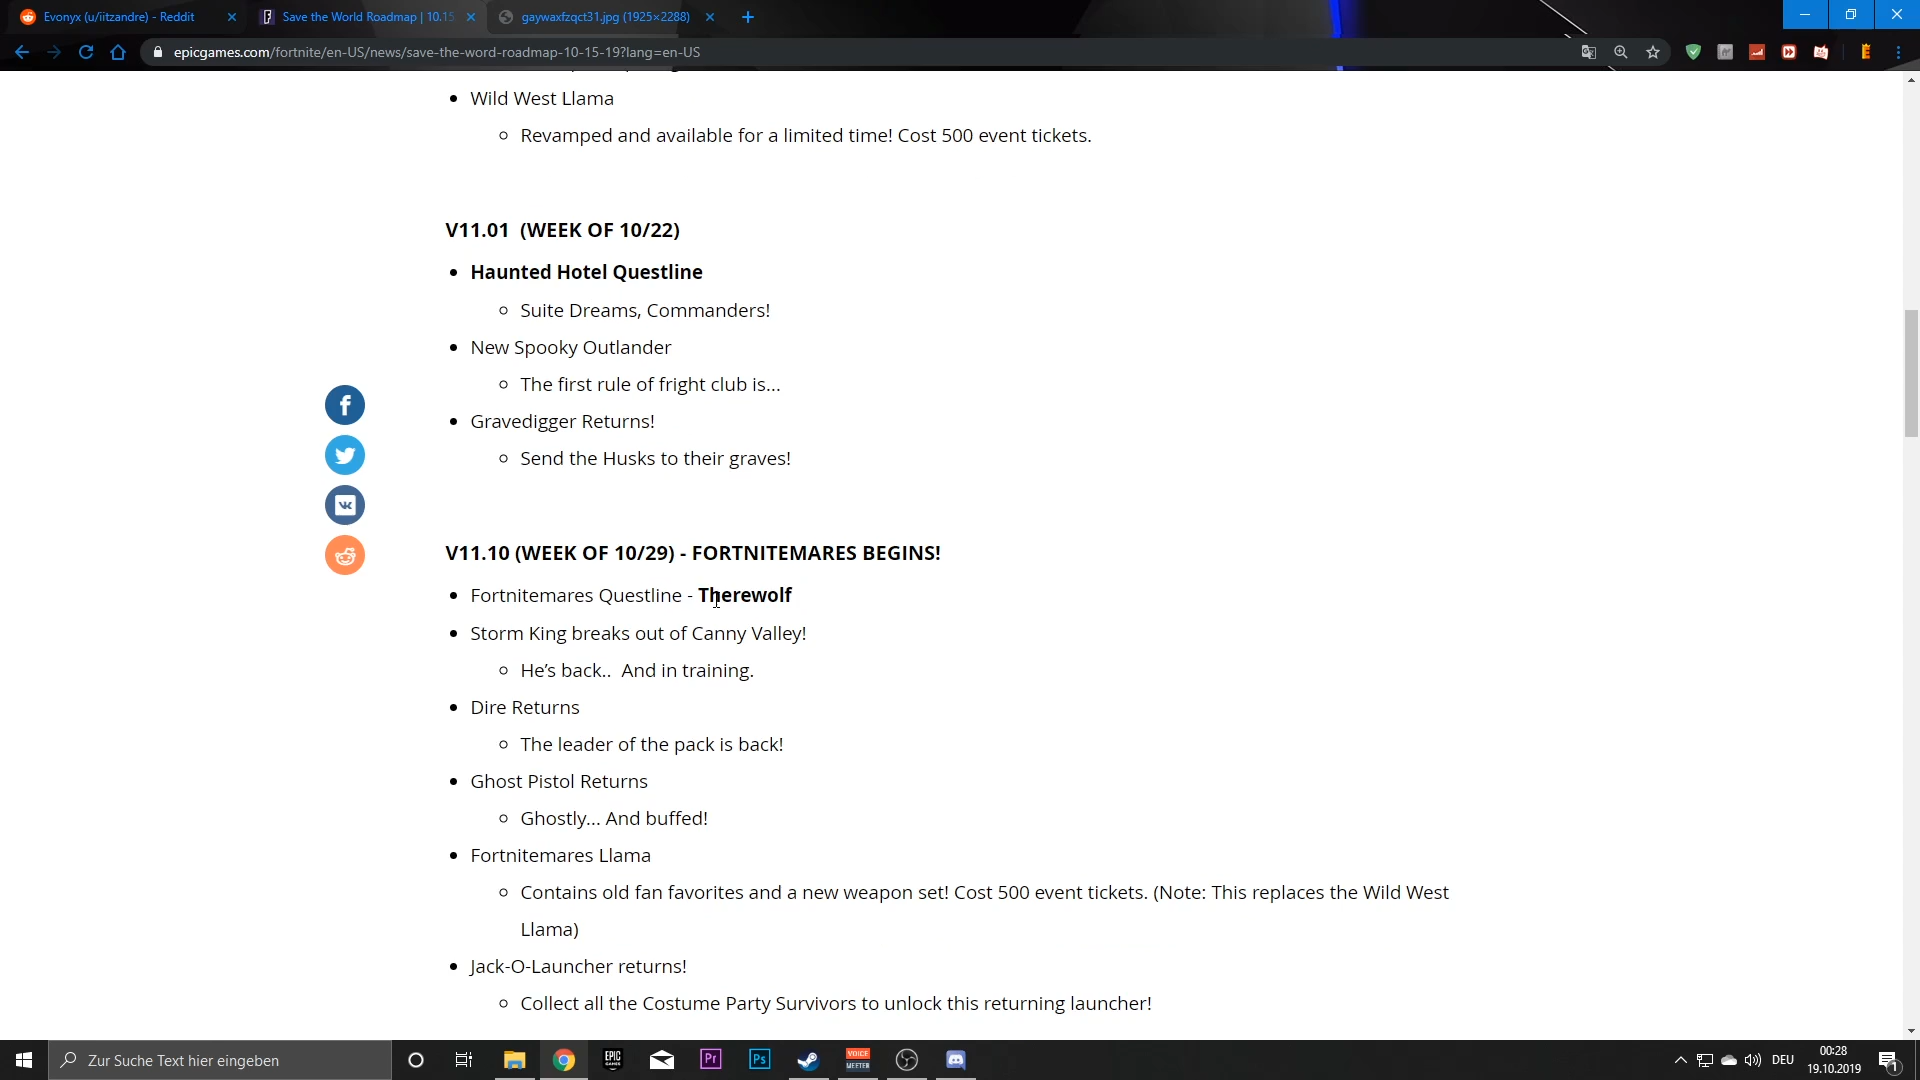 Evonyx (u/iitzandre) - Reddit
Save the World Roadmap | 10.15
gaywaxfzqct31.jpg (1925×2288)
epicgames.com/fortnite/en-US/news/save-the-word-roadmap-10-15-19?lang=en-US
Wild West Llama
Revamped and available for a limited time! Cost 500 event tickets.
V11.01 (WEEK OF 10/22)
Haunted Hotel Questline
Suite Dreams, Commanders!
New Spooky Outlander
The first rule of fright club is...
Gravedigger Returns!
Send the Husks to their graves!
V11.10 (WEEK OF 10/29) - FORTNITEMARES BEGINS!
Fortnitemares Questline - Therewolf
Storm King breaks out of Canny Valley!
He's back.. And in training.
Dire Returns
The leader of the pack is back!
Ghost Pistol Returns
Ghostly... And buffed!
Fortnitemares Llama
Contains old fan favorites and a new weapon set! Cost 500 event tickets. (Note: This replaces the Wild West
Llama)
Jack-O-Launcher returns!
Collect all the Costume Party Survivors to unlock this returning launcher!
Zur Suche Text hier eingeben
EPIC
GAMES
Pr
Ps
VOICE
MEETER
DEU
00:28
19.10.2019
1